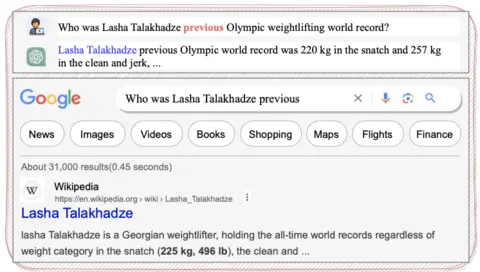 Who was Lasha Talakhadze previous Olympic weightlifting world record?
Lasha Talakhadze previous Olympic world record was 220 kg in the snatch and 257 kg
in the clean and jerk, ...
Google
Who was Lasha Talakhadze previous
News Images Videos Books Shopping Maps Flights Finance
About 31,000 results(0.45 seconds)
W
Wikipedia
https://en.wikipedia.org › wiki › Lasha_Talakhadze
Lasha Talakhadze
lasha Talakhadze is a Georgian weightlifter, holding the all-time world records regardless of
weight category in the snatch (225 kg, 496 lb), the clean and ...